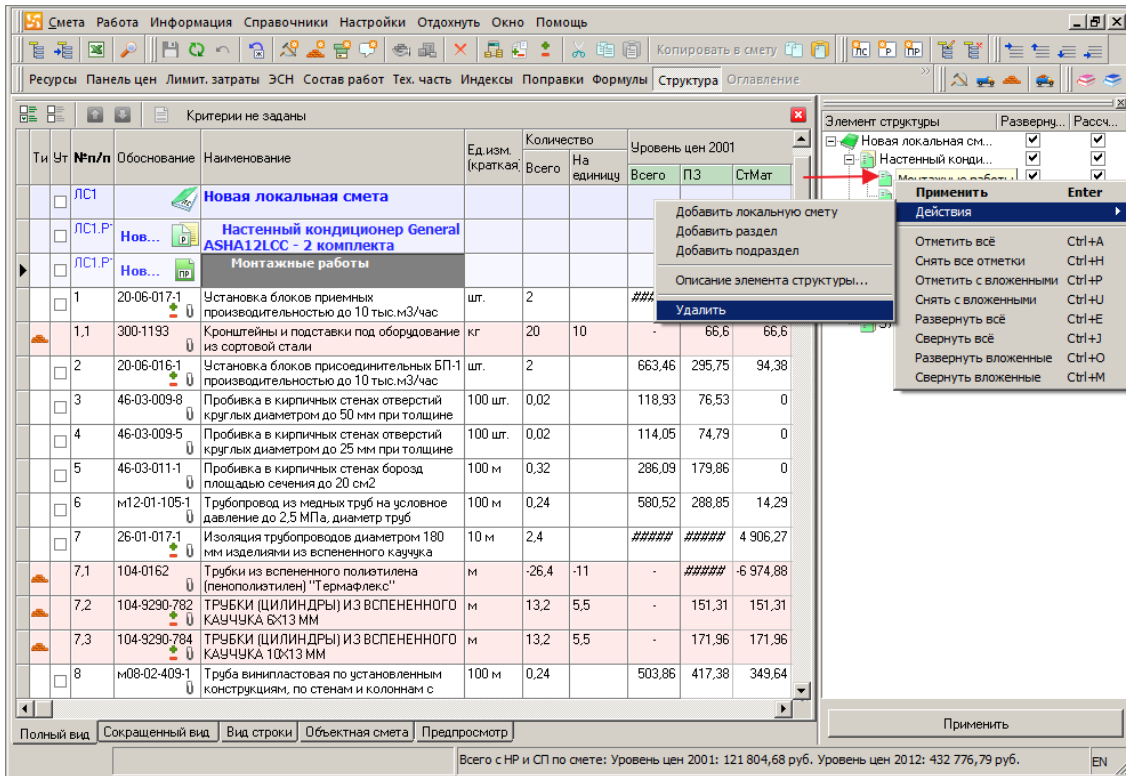 Смета Работа Информация Справочники Настройки Отдохнуть Окно Помощь
Копировать в смету
Ресурсы Панель цен Лимит. затраты ЭСН Состав работ Тех. часть Индексы Поправки Формулы Структура Оглавление
Критерии не заданы
Ти Ут №п/п Обоснование Наименование Ед.изм. (краткая) Количество Всего На единицу Уровень цен 2001 Всего ПЗ СтМат
ЛС1 Новая локальная смета
ЛС1.Р Нов... Настенный кондиционер General
ASHA12LCC - 2 комплекта
ЛС1.Р Нов... Монтажные работы
1 20-06-017-1 Установка блоков приемных шт. 2 ###
производительностью до 10 тыс.м3/час
1,1 300-1193 Кронштейны и подставки под оборудование кг 20 10 - 66,6 66,6
из сортовой стали
2 20-06-016-1 Установка блоков присоединительных БП-1 шт. 2 663,46 295,75 94,38
производительностью до 10 тыс.м3/час
3 46-03-009-8 Пробивка в кирпичных стенах отверстий 100 шт. 0,02 118,93 76,53 0
круглых диаметром до 50 мм при толщине
4 46-03-009-5 Пробивка в кирпичных стенах отверстий 100 шт. 0,02 114,05 74,79 0
круглых диаметром до 25 мм при толщине
5 46-03-011-1 Пробивка в кирпичных стенах борозд 100 м 0,32 286,09 179,86 0
площадью сечения до 20 см2
6 м12-01-105-1 Трубопровод из медных труб на условное 100 м 0,24 580,52 288,85 14,29
давление до 2,5 МПа, диаметр труб
7 26-01-017-1 Изоляция трубопроводов диаметром 180 10 м 2,4 ##### ##### 4 906,27
мм изделиями из вспененного каучука
7,1 104-0162 Трубки из вспененного полиэтилена м -26,4 -11 - ##### -6 974,88
(пенополиэтилен) "Термафлекс"
7,2 104-9290-782 ТРУБКИ (ЦИЛИНДРЫ) ИЗ ВСПЕНЕННОГО м 13,2 5,5 - 151,31 151,31
КАУЧУКА 6Х13 ММ
7,3 104-9290-784 ТРУБКИ (ЦИЛИНДРЫ) ИЗ ВСПЕНЕННОГО м 13,2 5,5 - 171,96 171,96
КАУЧУКА 10Х13 ММ
8 м08-02-409-1 Труба винипластовая по установленным 100 м 0,24 503,86 417,38 349,64
конструкциям, по стенам и колоннам с
Полный вид Сокращенный вид Вид строки Объектная смета Предпросмотр
Элемент структуры Разверну... Рассч...
Новая локальная см...
Настенный конди...
Монтажные работы
Добавить локальную смету
Добавить раздел
Добавить подраздел
Описание элемента структуры...
Удалить
Применить Enter
Действия
Отметить всё Ctrl+A
Снять все отметки Ctrl+H
Отметить с вложенными Ctrl+P
Снять с вложенными Ctrl+U
Развернуть всё Ctrl+E
Свернуть всё Ctrl+J
Развернуть вложенные Ctrl+O
Свернуть вложенные Ctrl+M
Применить
Всего с НР и СП по смете: Уровень цен 2001: 121 804,68 руб. Уровень цен 2012: 432 776,79 руб. EN